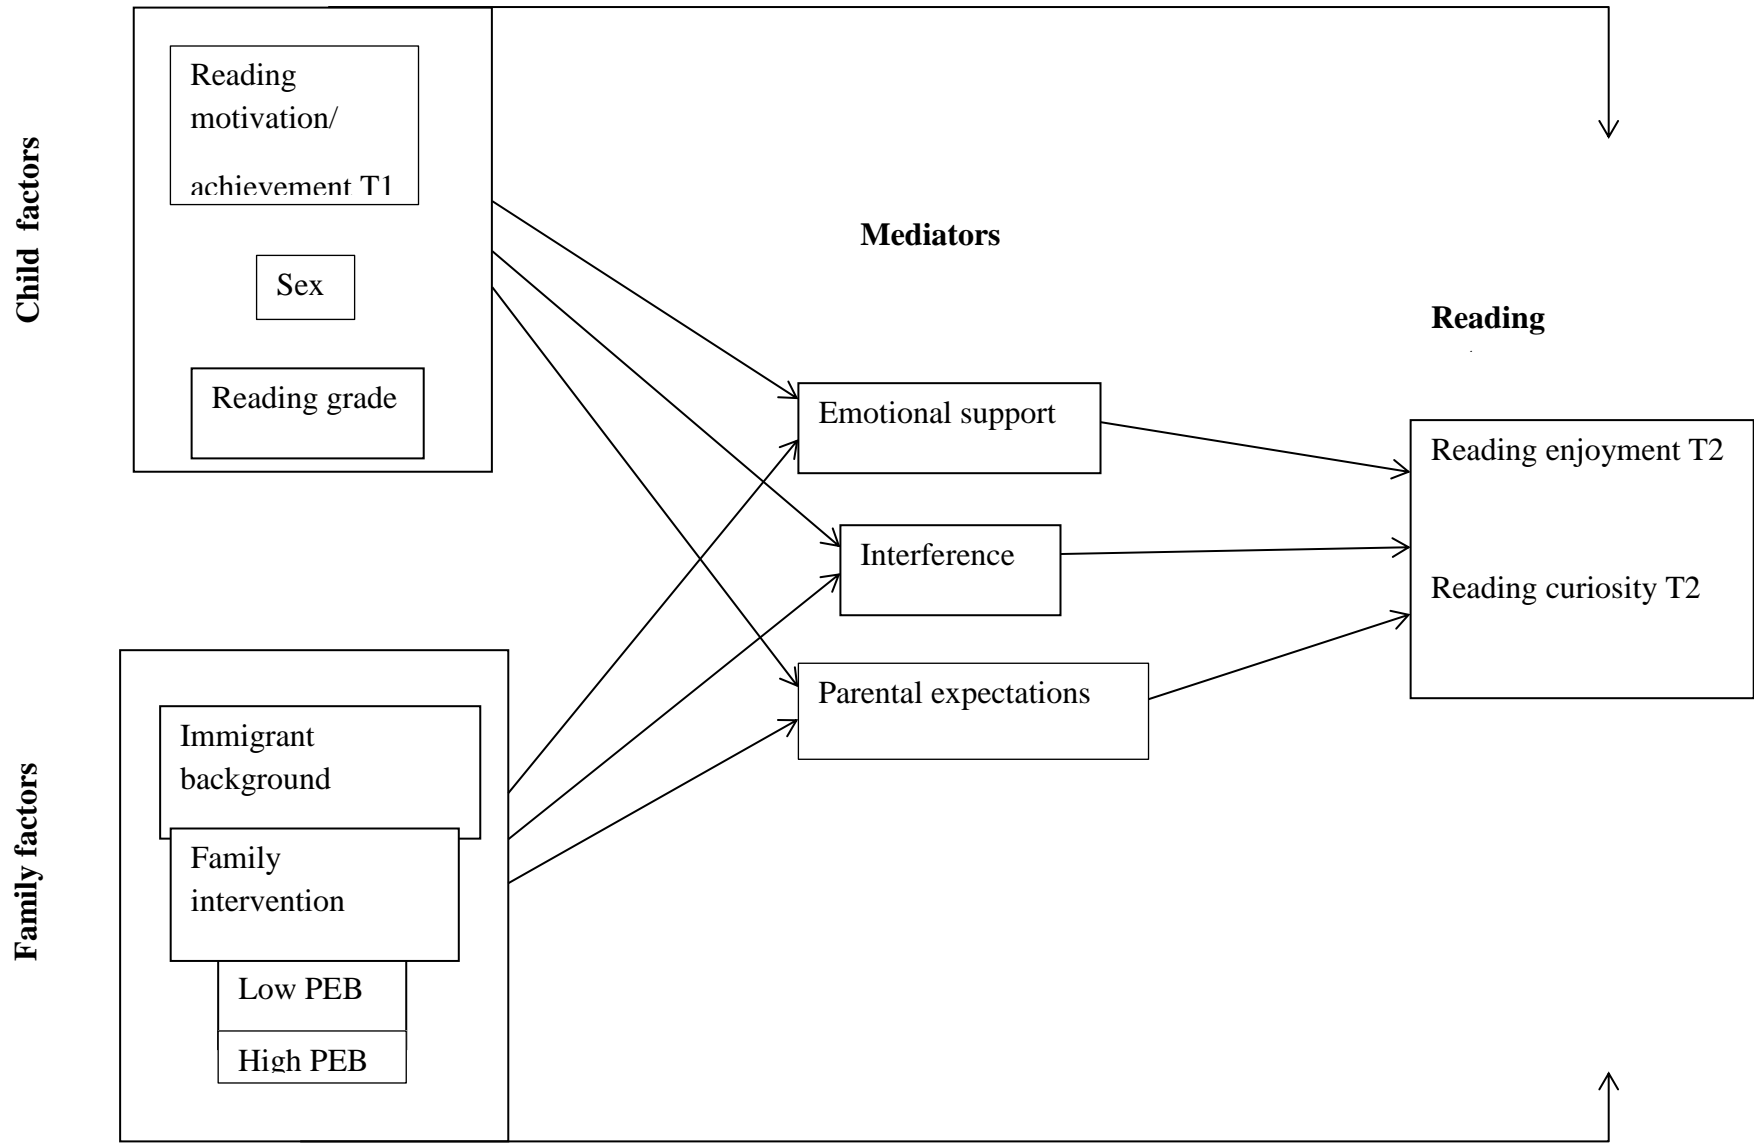 Child factors
Reading
motivation/
achievement T1
Sex
Reading grade
Family factors
Immigrant
background
Family
intervention
Low PEB
High PEB
Mediators
Emotional support
Interference
Parental expectations
Reading
Reading enjoyment T2
Reading curiosity T2